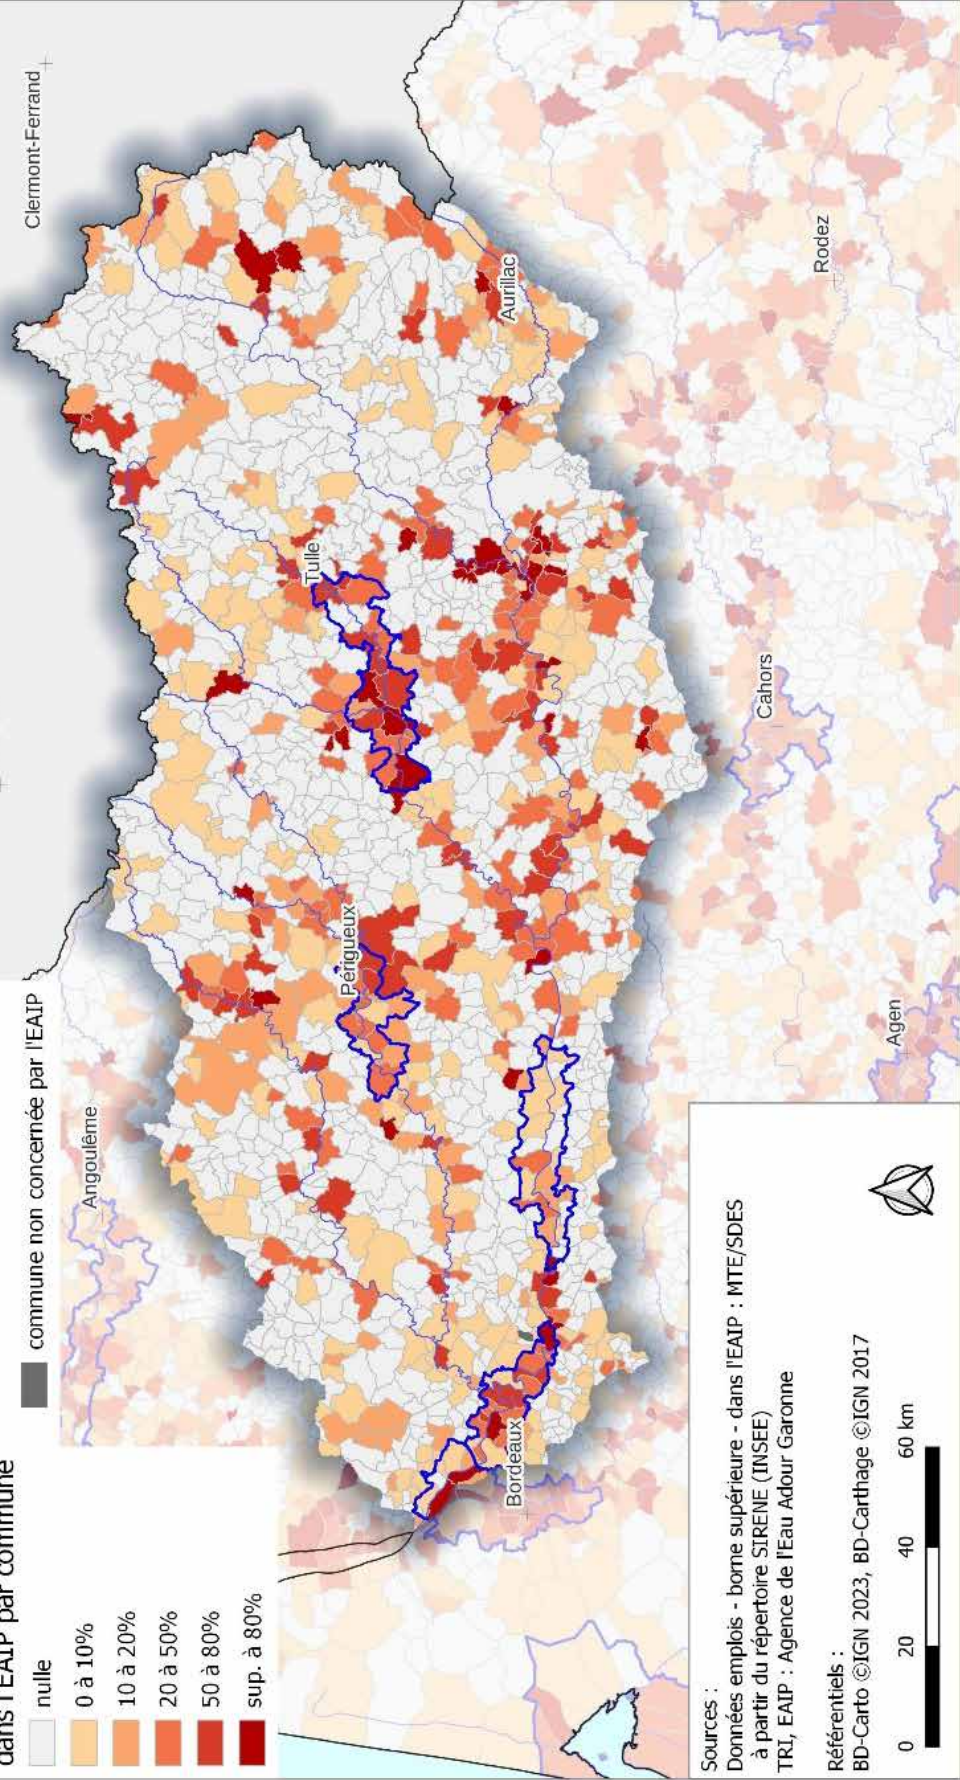 dans l'EAIP par commune
nulle
0 à 10%
10 à 20%
20 à 50%
50 à 80%
sup. à 80%
commune non concernée par l'EAIP
Angoulême
Clermont-Ferrand
Périgueux
Tulle
Aurillac
Bordeaux
Agen
Cahors
Rodez
Sources :
Données emplois - borne supérieure - dans l'EAIP : MTE/SDES
à partir du répertoire SIRENE (INSEE)
TRI, EAIP : Agence de l'Eau Adour Garonne
Référentiels :
BD-Carto ©IGN 2023, BD-Carthage ©IGN 2017
0 20 40 60 km